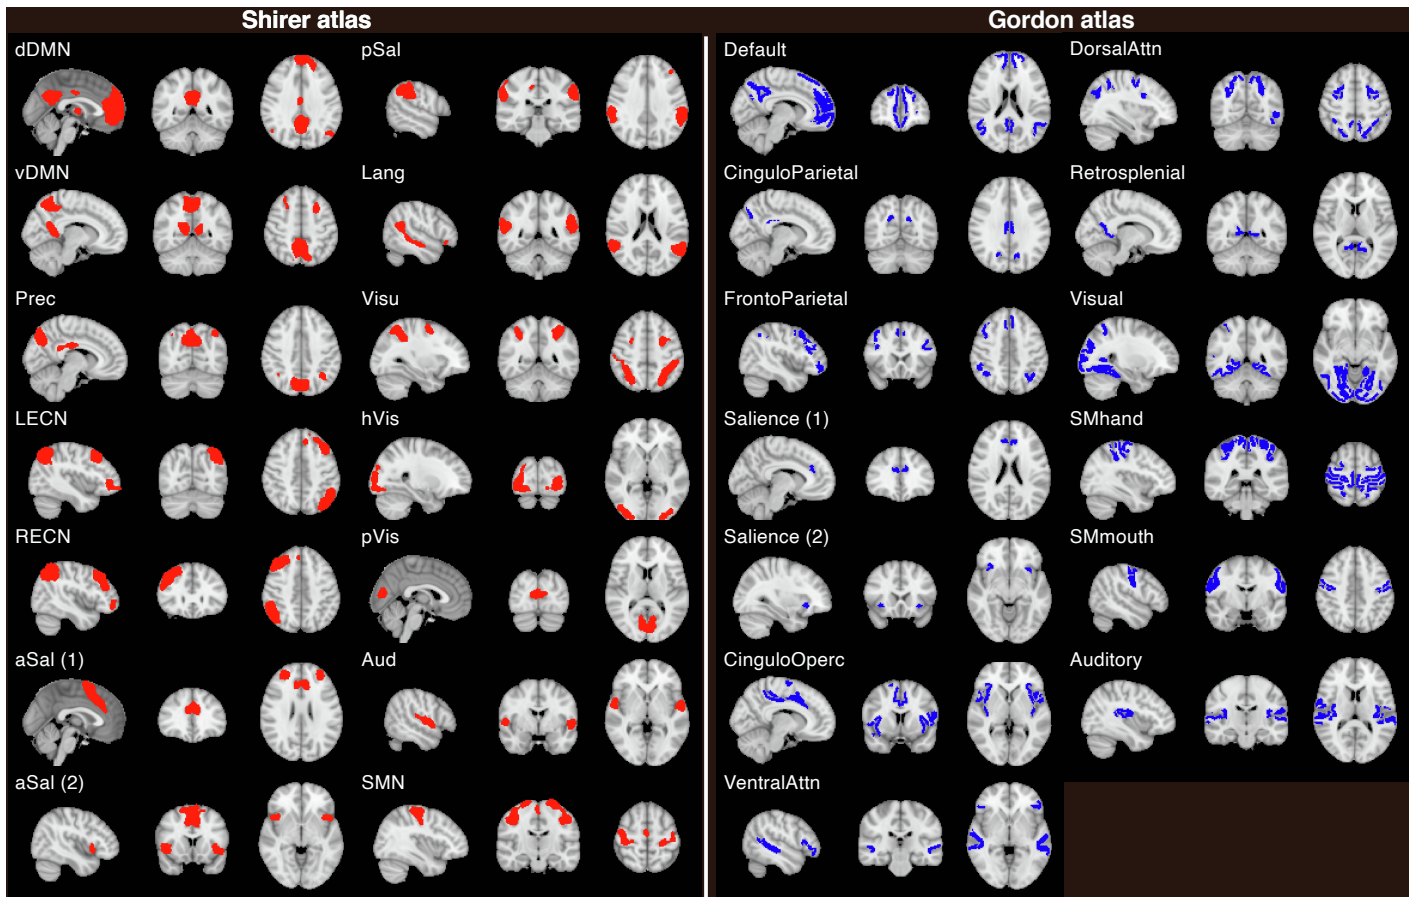 Shirer atlas
dDMN
pSal
vDMN
Lang
Prec
Visu
LECN
hVis
RECN
pVis
aSal (1)
Aud
aSal (2)
SMN
Gordon atlas
Default
DorsalAttn
CinguloParietal
Retrosplenial
FrontoParietal
Visual
Salience (1)
SMhand
Salience (2)
SMmouth
CinguloOperc
Auditory
VentralAttn